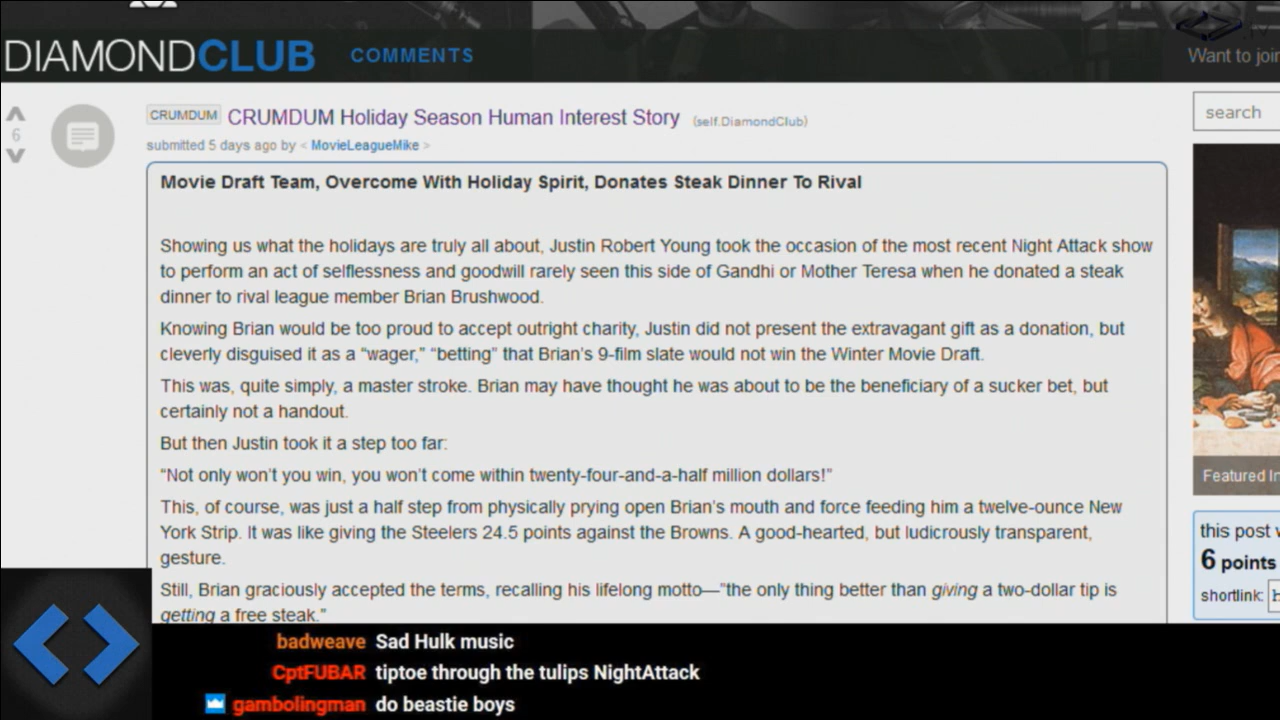 DIAMONDCLUB COMMENTS
Want to join
6
CRUMDUM CRUMDUM Holiday Season Human Interest Story (self.DiamondClub)
submitted 5 days ago by < MovieLeagueMike >
search
Movie Draft Team, Overcome With Holiday Spirit, Donates Steak Dinner To Rival
Showing us what the holidays are truly all about, Justin Robert Young took the occasion of the most recent Night Attack show
to perform an act of selflessness and goodwill rarely seen this side of Gandhi or Mother Teresa when he donated a steak
dinner to rival league member Brian Brushwood.
Knowing Brian would be too proud to accept outright charity, Justin did not present the extravagant gift as a donation, but
cleverly disguised it as a “wager,” “betting” that Brian’s 9-film slate would not win the Winter Movie Draft.
This was, quite simply, a master stroke. Brian may have thought he was about to be the beneficiary of a sucker bet, but
certainly not a handout.
But then Justin took it a step too far:
“Not only won’t you win, you won’t come within twenty-four-and-a-half million dollars!”
This, of course, was just a half step from physically prying open Brian’s mouth and force feeding him a twelve-ounce New
York Strip. It was like giving the Steelers 24.5 points against the Browns. A good-hearted, but ludicrously transparent,
gesture.
Still, Brian graciously accepted the terms, recalling his lifelong motto—“the only thing better than giving a two-dollar tip is
getting a free steak.”
Featured
this post
6 points
shortlink:
badweave Sad Hulk music
CptFUBAR tiptoe through the tulips NightAttack
gambolingman do beastie boys